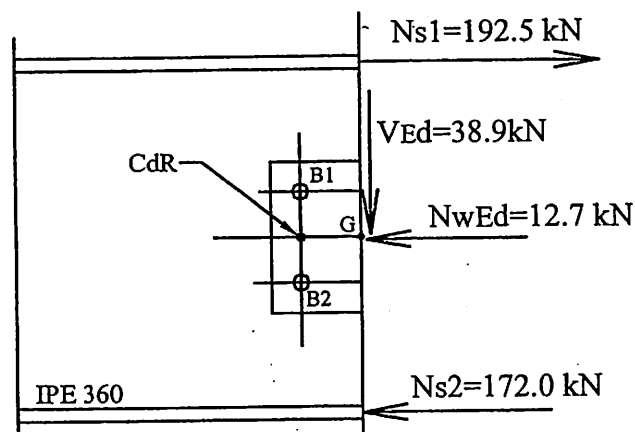 Ns1=192.5 kN
VEd=38.9kN
CdR
B1
G
NwEd=12.7 kN
B2
IPE 360
Ns2=172.0 kN